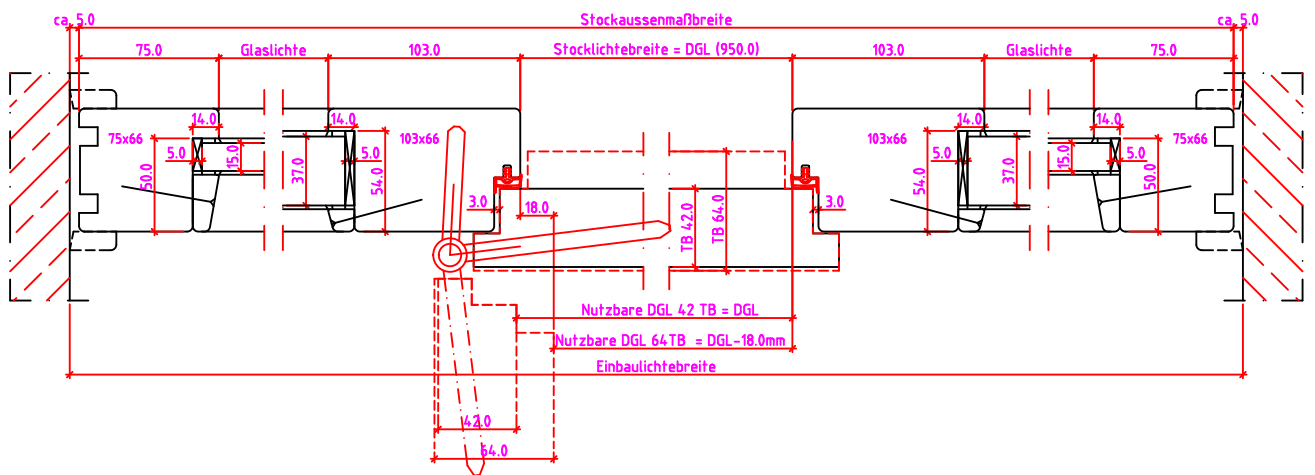 ca. 5.0 Stockaussenmaßbreite ca. 5.0
75.0 Glaslichte 103.0 Stocklichtebreite = DGL (950.0) 103.0 Glaslichte 75.0
14.0 14.0 14.0 14.0
75x66 103x66 103x66 75x66
5.0 15.0 5.0 5.0 15.0 5.0
50.0 37.0 54.0 54.0 37.0 50.0
3.0 18.0 TB 42.0 TB 64.0 3.0
Nutzbare DGL 42 TB = DGL
Nutzbare DGL 64TB = DGL-18.0mm
Einbaulichtebreite
42.0
64.0